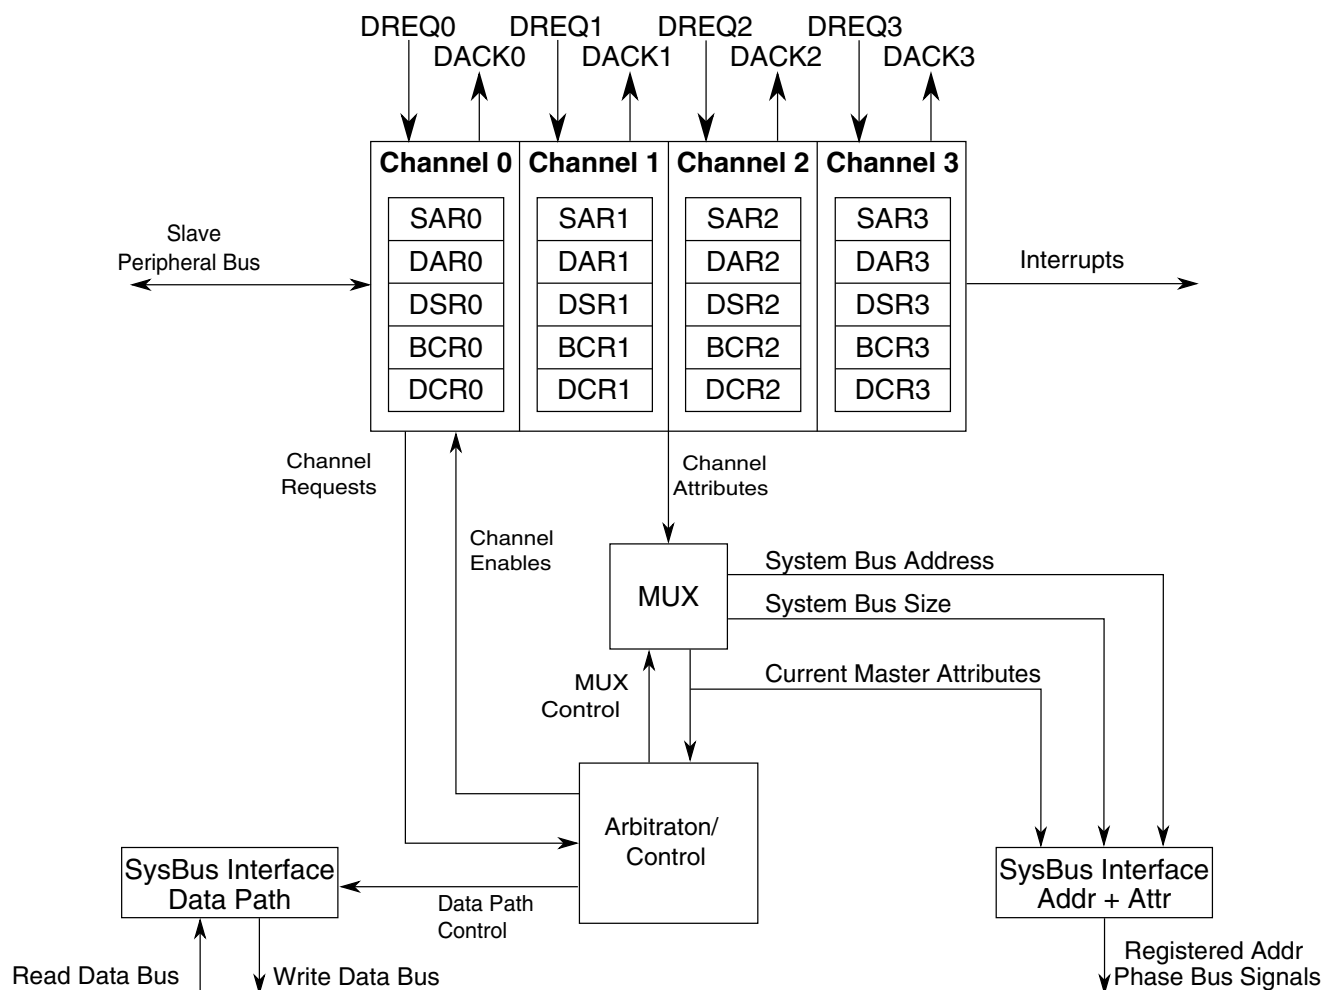 DREQ0 DREQ1 DREQ2 DREQ3
DACK0 DACK1 DACK2 DACK3
Channel 0 Channel 1 Channel 2 Channel 3
SAR0 SAR1 SAR2 SAR3
DAR0 DAR1 DAR2 DAR3
DSR0 DSR1 DSR2 DSR3
BCR0 BCR1 BCR2 BCR3
DCR0 DCR1 DCR2 DCR3
Slave
Peripheral Bus
Interrupts
Channel
Requests
Channel
Enables
Channel
Attributes
MUX
System Bus Address
System Bus Size
Current Master Attributes
MUX
Control
Arbitraton/
Control
SysBus Interface
Data Path
Data Path
Control
SysBus Interface
Addr + Attr
Read Data Bus
Write Data Bus
Registered Addr
Phase Bus Signals